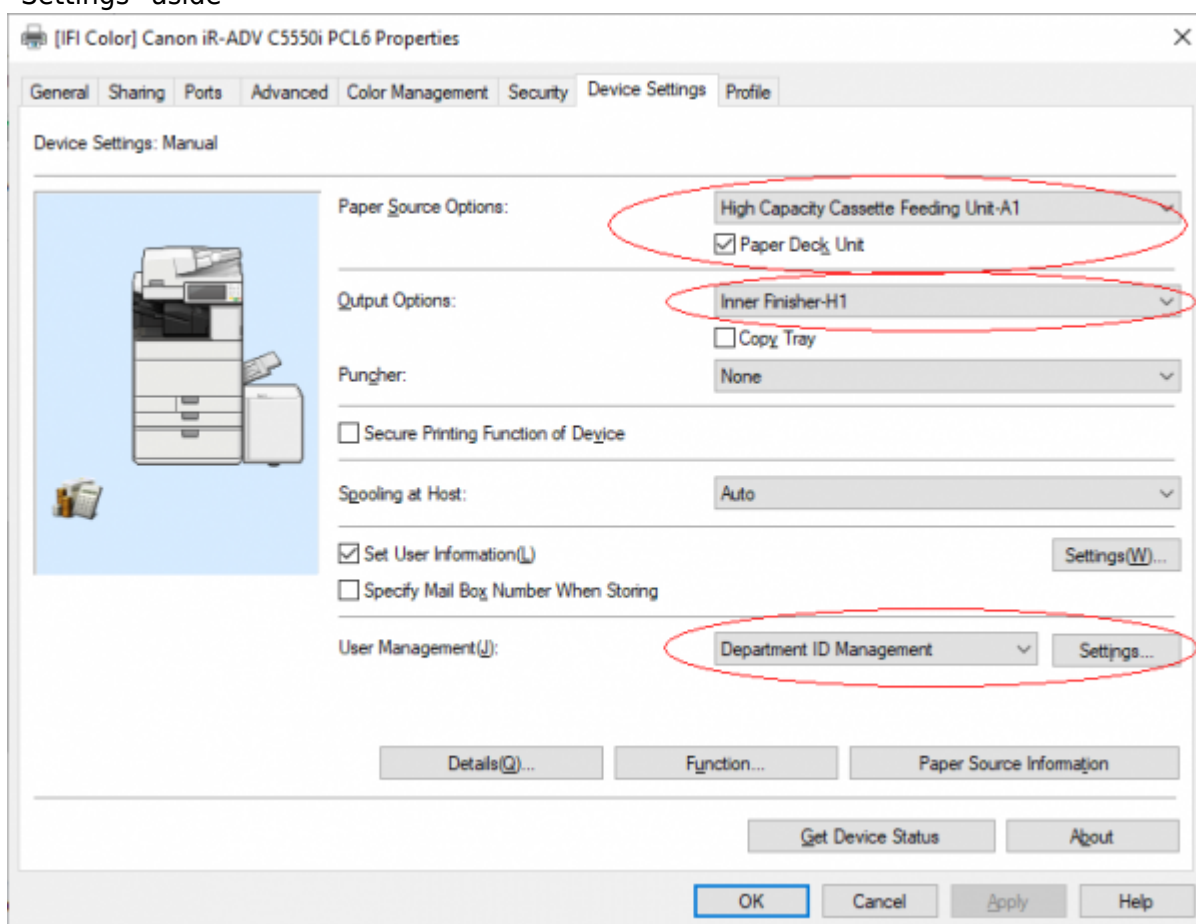 "Settings" aside
[IFI Color] Canon iR-ADV C5550i PCL6 Properties
General Sharing Ports Advanced Color Management Security Device Settings Profile
Device Settings: Manual
Paper Source Options: High Capacity Cassette Feeding Unit-A1
Paper Deck Unit
Output Options: Inner Finisher-H1
Copy Tray
Puncher: None
Secure Printing Function of Device
Spooling at Host: Auto
Set User Information(L) Settings(W)...
Specify Mail Box Number When Storing
User Management(J): Department ID Management Settings...
Details(Q)... Function... Paper Source Information
Get Device Status About
OK Cancel Apply Help